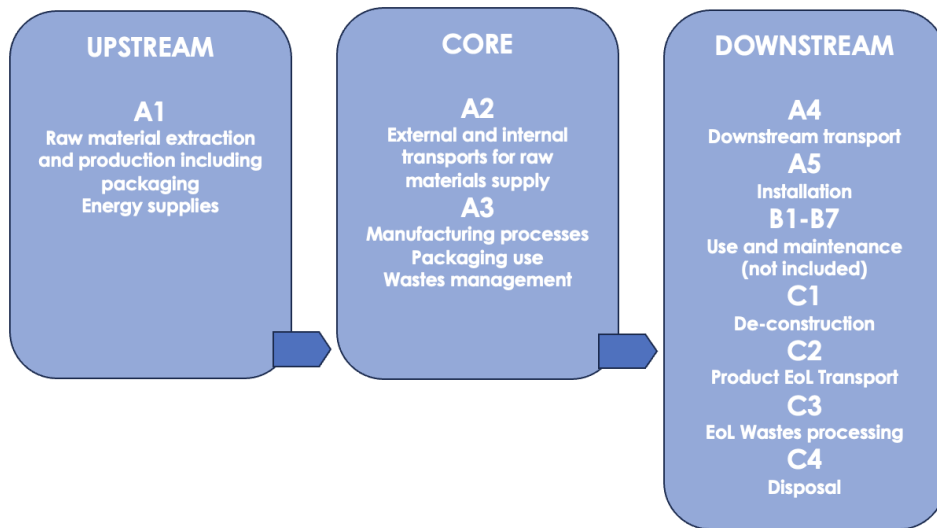 UPSTREAM
A1
Raw material extraction
and production including
packaging
Energy supplies
CORE
A2
External and internal
transports for raw
materials supply
A3
Manufacturing processes
Packaging use
Wastes management
DOWNSTREAM
A4
Downstream transport
A5
Installation
B1-B7
Use and maintenance
(not included)
C1
De-construction
C2
Product EoL Transport
C3
EoL Wastes processing
C4
Disposal